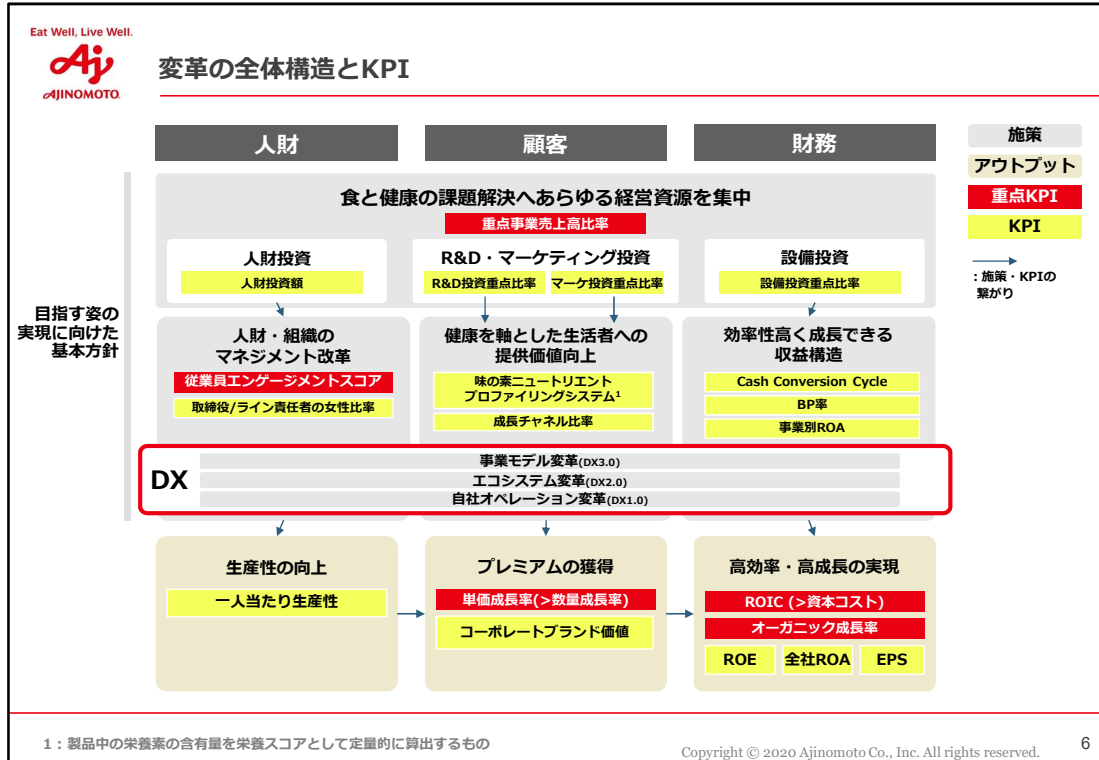 Eat Well, Live Well.
Aj
AJINOMOTO
変革の全体構造とKPI
人財
顧客
財務
施策
アウトプット
重点KPI
KPI
:施策・KPIの
繋がり
目指す姿の
実現に向けた
基本方針
食と健康の課題解決へあらゆる経営資源を集中
重点事業売上高比率
人財投資
人財投資額
R&D・マーケティング投資
R&D投資重点比率
マーケ投資重点比率
設備投資
設備投資重点比率
人財・組織の
マネジメント改革
従業員エンゲージメントスコア
取締役/ライン責任者の女性比率
健康を軸とした生活者への
提供価値向上
味の素ニュートリエント
プロファイリングシステム1
成長チャネル比率
効率性高く成長できる
収益構造
Cash Conversion Cycle
BP率
事業別ROA
DX
事業モデル変革(DX3.0)
エコシステム変革(DX2.0)
自社オペレーション変革(DX1.0)
生産性の向上
一人当たり生産性
プレミアムの獲得
単価成長率(>数量成長率)
コーポレートブランド価値
高効率・高成長の実現
ROIC (>資本コスト)
オーガニック成長率
ROE
全社ROA
EPS
1:製品中の栄養素の含有量を栄養スコアとして定量的に算出するもの
Copyright © 2020 Ajinomoto Co., Inc. All rights reserved.
6